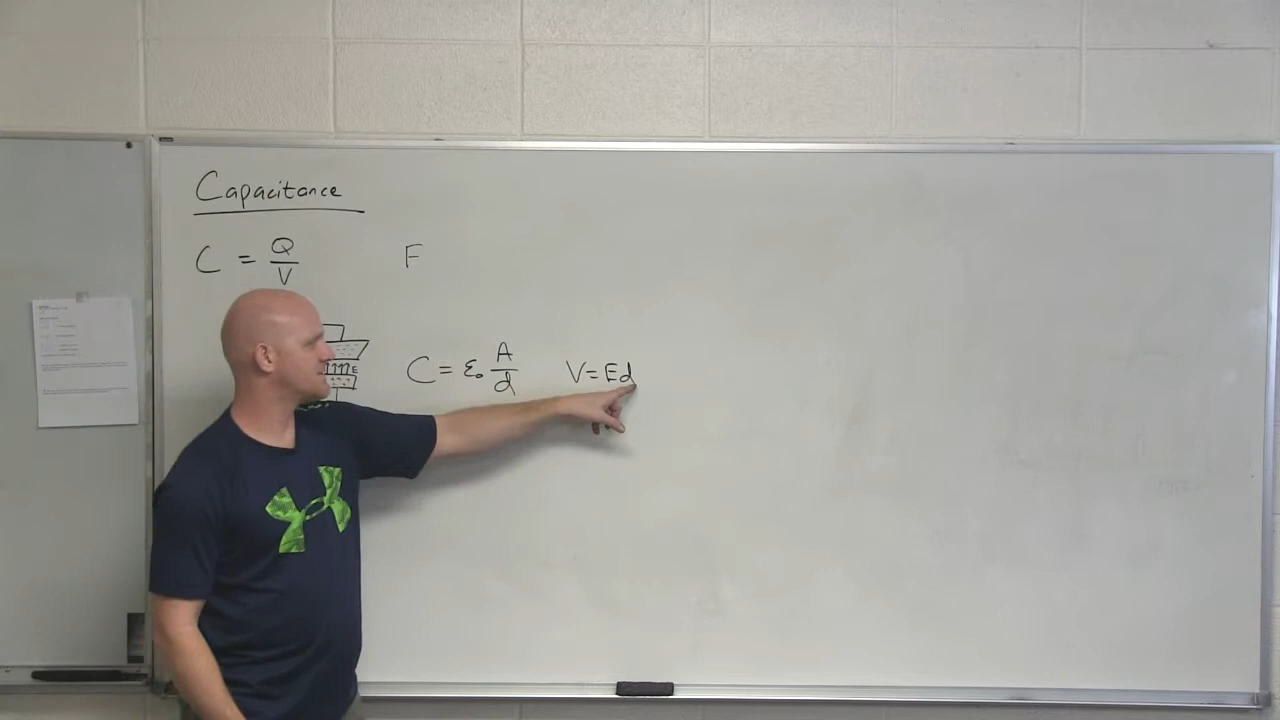 Capacitance
C = Q/V F
E
C = ε₀ A/d V = Ed